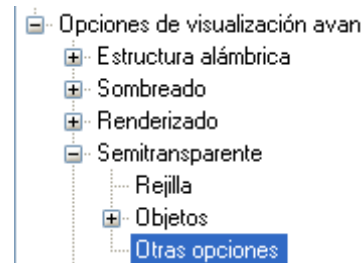 Opciones de visualización avan
Estructura alámbrica
Sombreado
Renderizado
Semitransparente
Rejilla
Objetos
Otras opciones